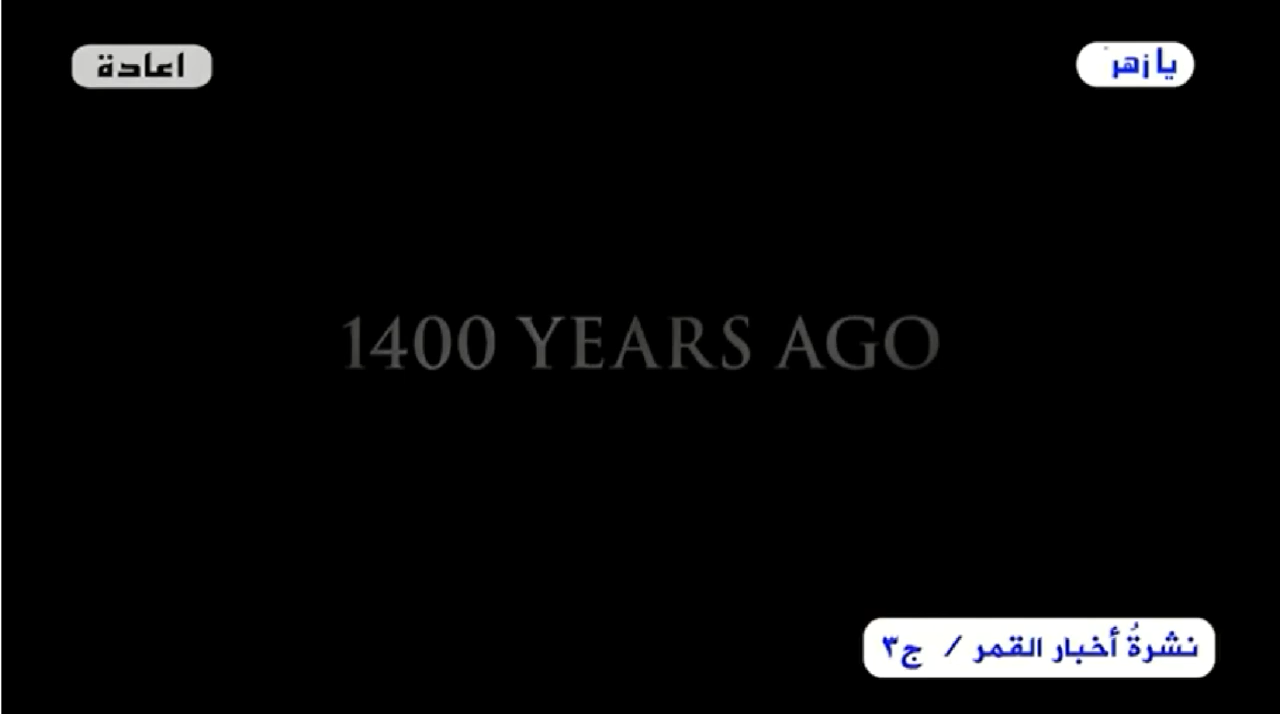 اعادة
يا زهر
1400 YEARS AGO
نشرةُ أخبار القمر / ج٣